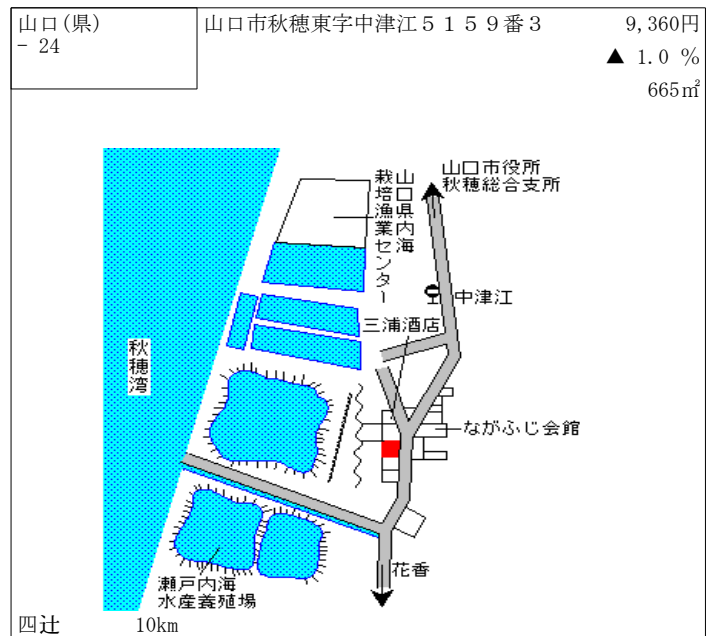 山口(県)
- 24
山口市秋穂東字中津江５１５９番３
9,360円
▲ 1.0 %
665㎡
山口市役所
秋穂総合支所
山口県内海
栽培漁業センター
中津江
三浦酒店
秋穂湾
ながふじ会館
花香
瀬戸内海
水産養殖場
四辻 10km